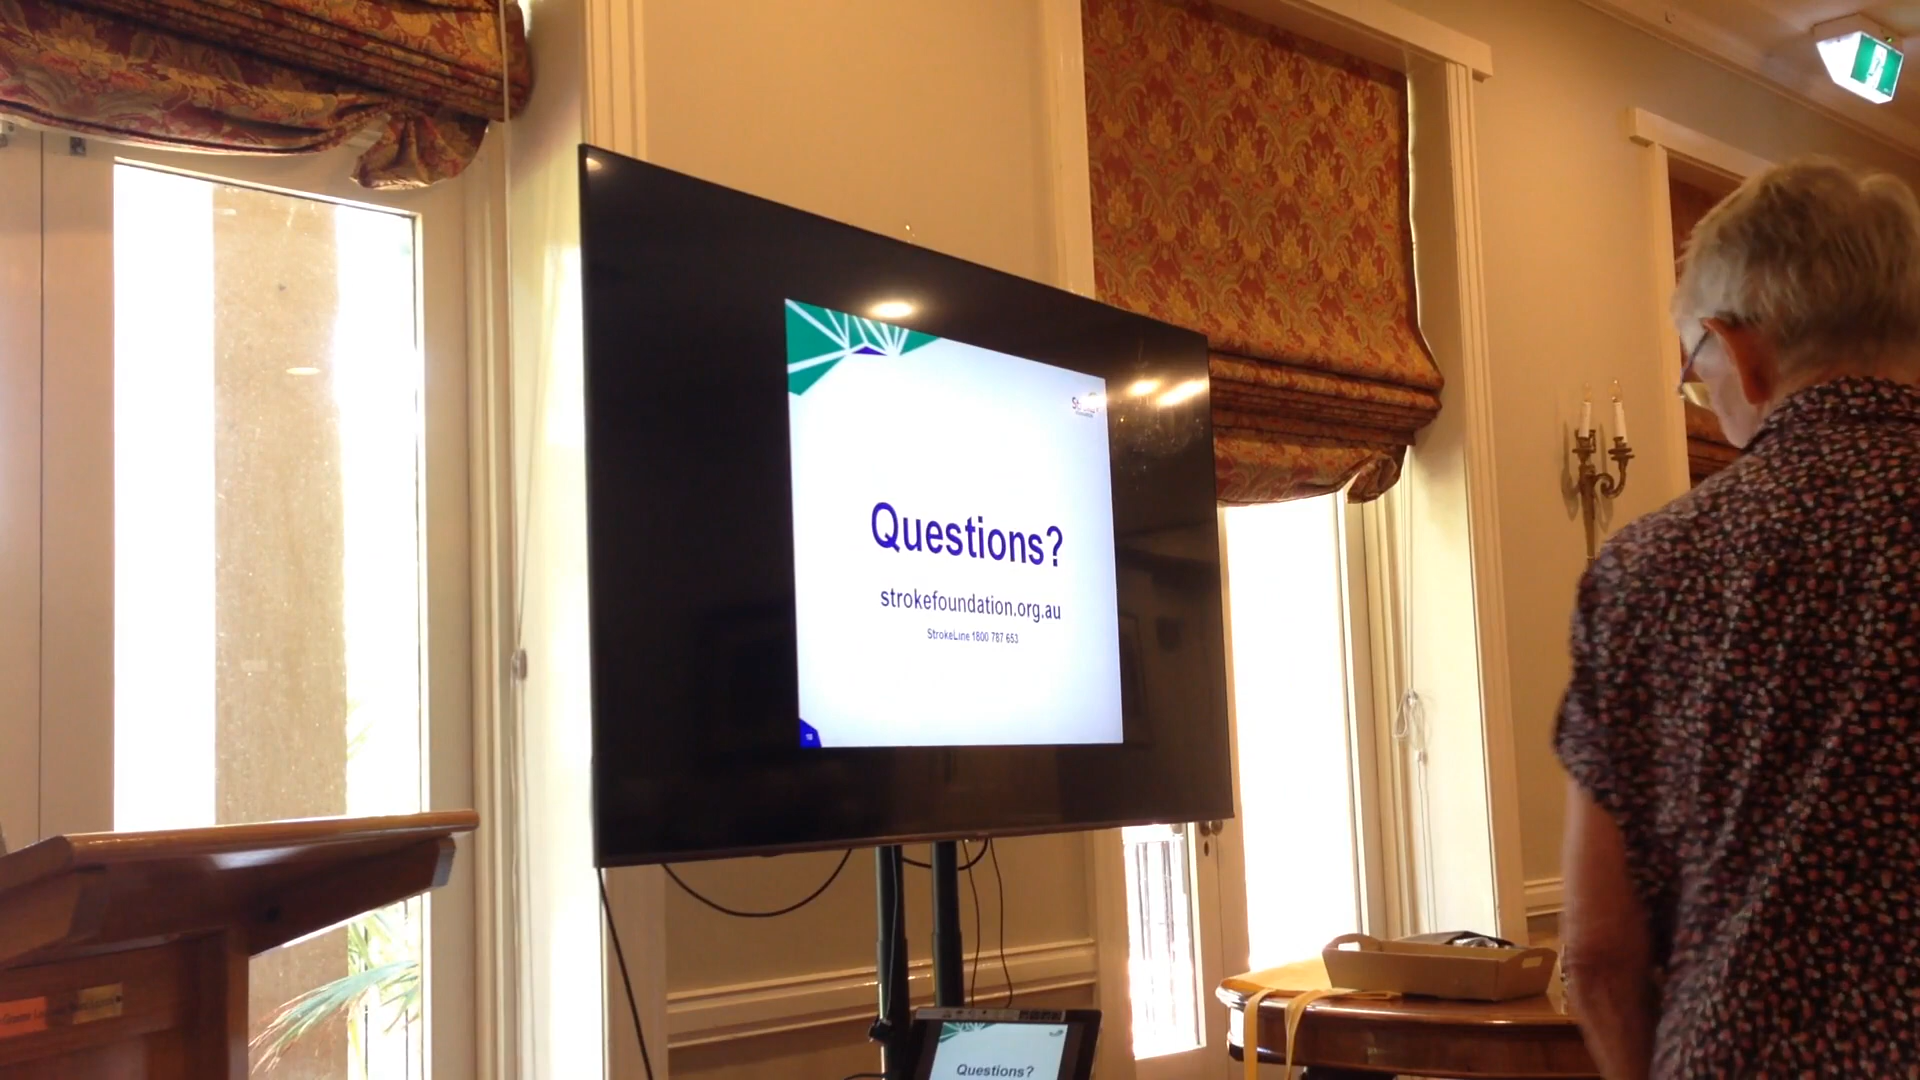 Questions?
strokefoundation.org.au
StrokeLine 1800 787 653
Questions?